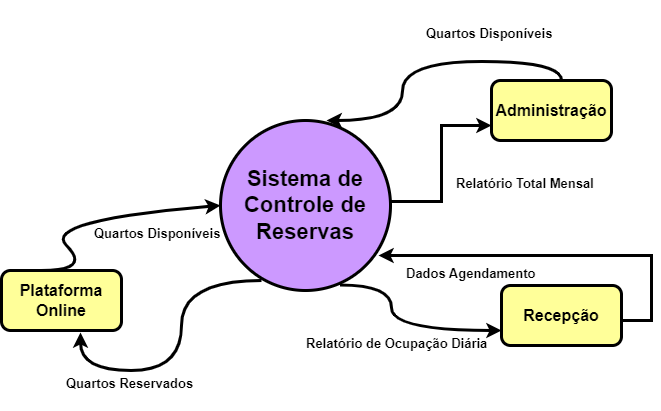 Quartos Disponíveis
Administração
Sistema de
Controle de
Reservas
Relatório Total Mensal
Quartos Disponíveis
Dados Agendamento
Plataforma
Online
Recepção
Relatório de Ocupação Diária
Quartos Reservados